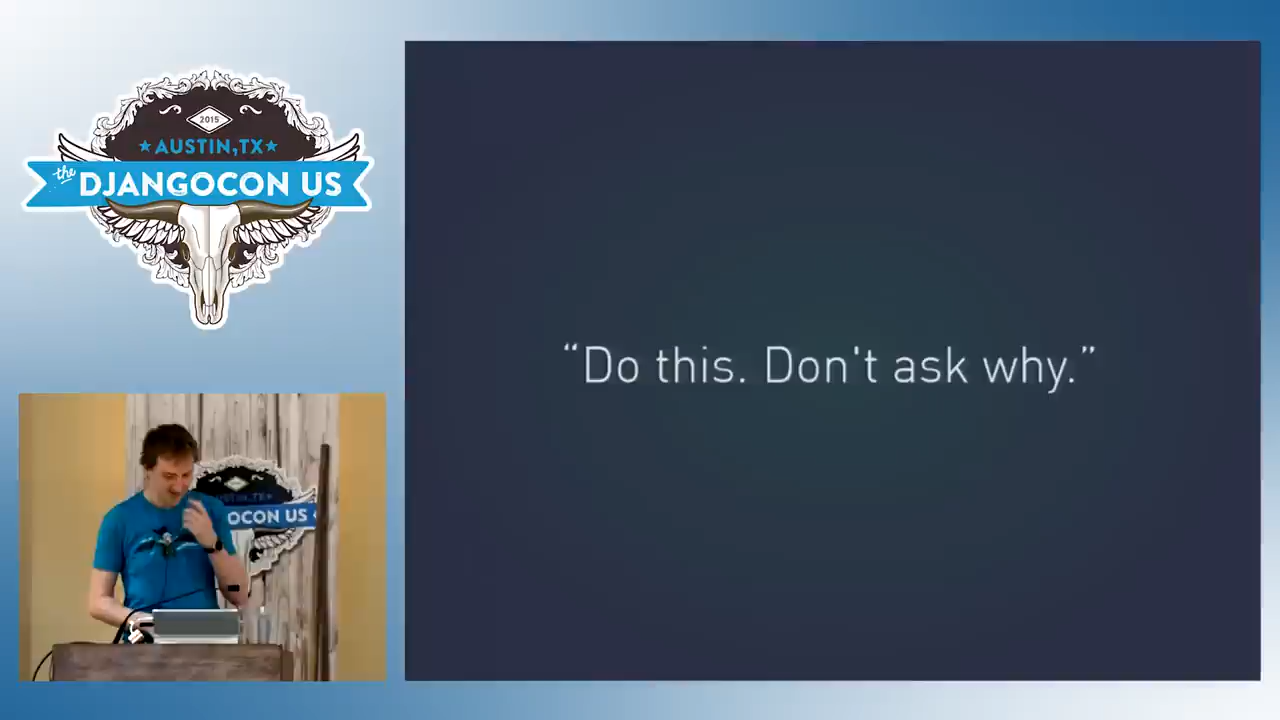 2015
AUSTIN, TX
the
DJANGOCON US
“Do this. Don't ask why.”
AUSTIN, TX
OCON US